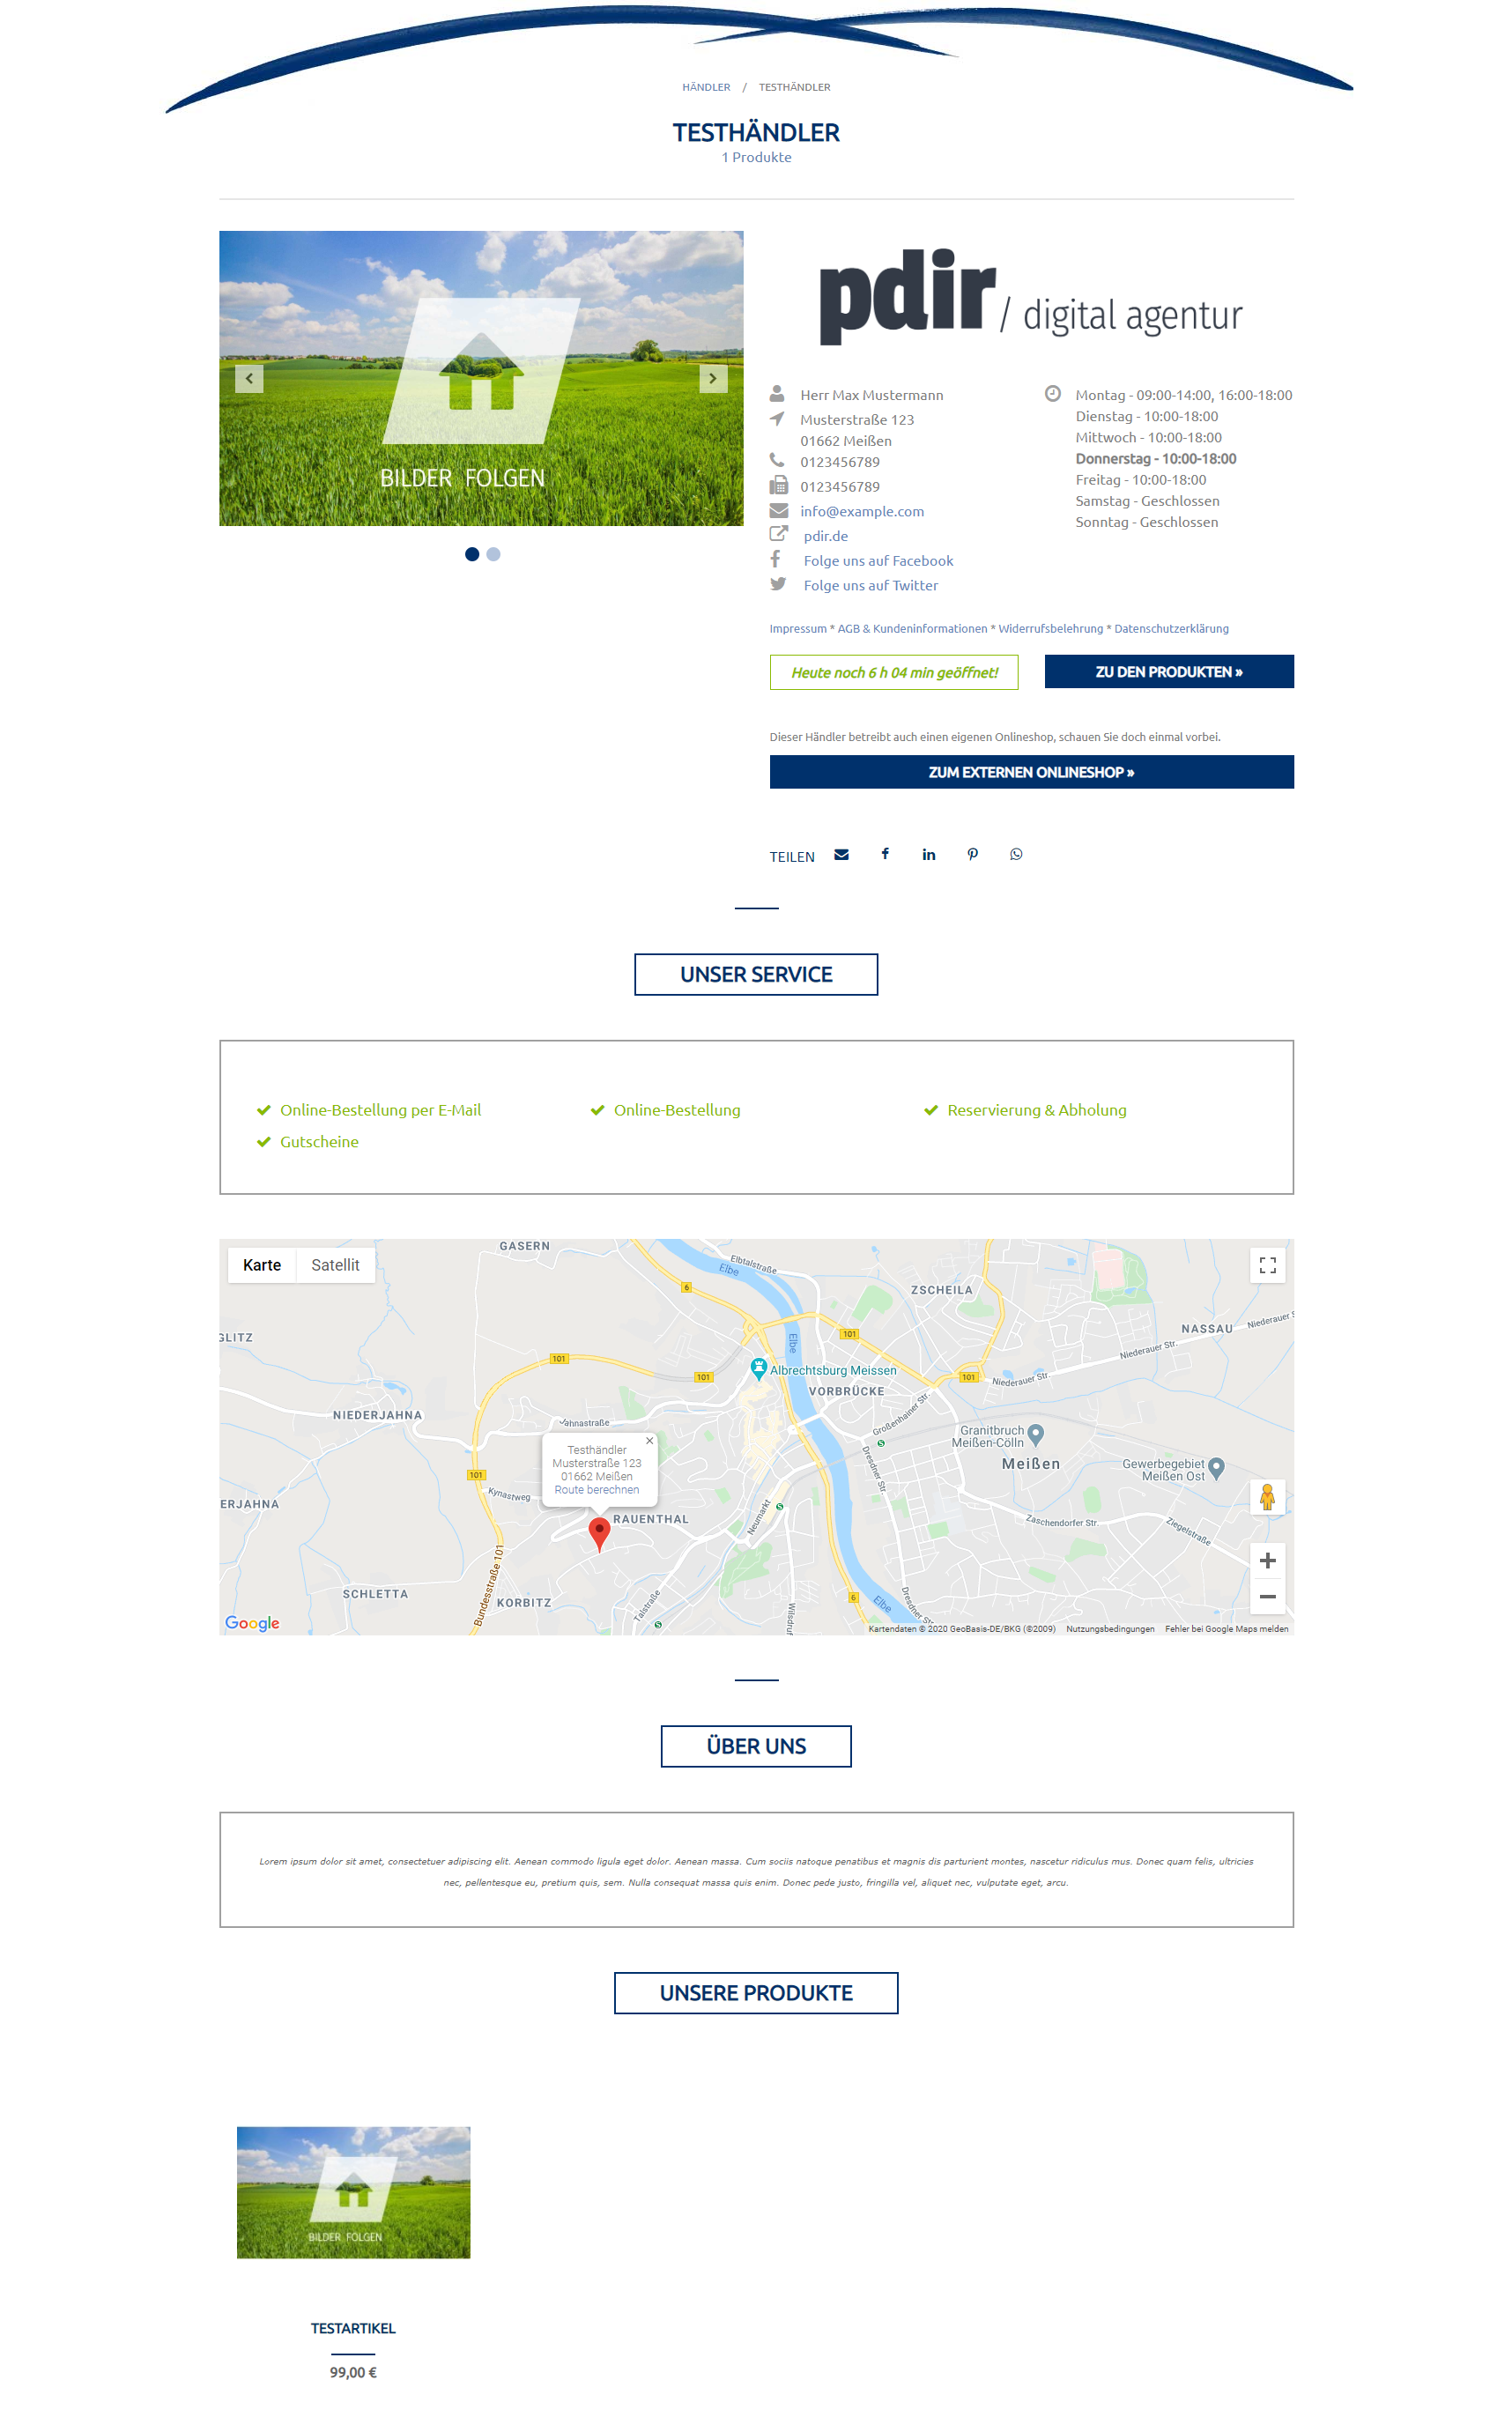 HÄNDLER / TESTHÄNDLER
TESTHÄNDLER
1 Produkte
BILDER FOLGEN
pdir / digital agentur
Herr Max Mustermann
Musterstraße 123
01662 Meißen
0123456789
0123456789
info@example.com
pdir.de
Folge uns auf Facebook
Folge uns auf Twitter
Montag - 09:00-14:00, 16:00-18:00
Dienstag - 10:00-18:00
Mittwoch - 10:00-18:00
Donnerstag - 10:00-18:00
Freitag - 10:00-18:00
Samstag - Geschlossen
Sonntag - Geschlossen
Impressum * AGB & Kundeninformationen * Widerrufsbelehrung * Datenschutzerklärung
Heute noch 6 h 04 min geöffnet!
ZU DEN PRODUKTEN »
Dieser Händler betreibt auch einen eigenen Onlineshop, schauen Sie doch einmal vorbei.
ZUM EXTERNEN ONLINESHOP »
TEILEN
UNSER SERVICE
Online-Bestellung per E-Mail
Online-Bestellung
Reservierung & Abholung
Gutscheine
Karte
Satellit
GASERN
Elbtalstraße
Elbe
6
ZSCHEILA
GLITZ
NASSAU
Niederauer S
101
Elbe
101
Niederauer Str.
101
Albrechtsburg Meissen
101
Niederauer Str.
VORBRÜCKE
NIEDERJAHNA
Jahnastraße
Großenhainer Str.
Granitbruch
Meißen-Cölln
Testhändler
Musterstraße 123
01662 Meißen
Route berechnen
Dresdner Str.
Meißen
Gewerbegebiet
Meißen Ost
101
Kynastweg
ERJAHNA
RAUENTHAL
Neumarkt
Zaschendorfer Str.
Ziegelstraße
Bundesstraße 101
SCHLETTA
KORBITZ
Talstraße
Wilsdruf
6
Elbe
Dresdner Str.
Google
Kartendaten © 2020 GeoBasis-DE/BKG (©2009)
Nutzungsbedingungen
Fehler bei Google Maps melden
ÜBER UNS
Lorem ipsum dolor sit amet, consectetuer adipiscing elit. Aenean commodo ligula eget dolor. Aenean massa. Cum sociis natoque penatibus et magnis dis parturient montes, nascetur ridiculus mus. Donec quam felis, ultricies
nec, pellentesque eu, pretium quis, sem. Nulla consequat massa quis enim. Donec pede justo, fringilla vel, aliquet nec, vulputate eget, arcu.
UNSERE PRODUKTE
BILDER FOLGEN
TESTARTIKEL
99,00 €